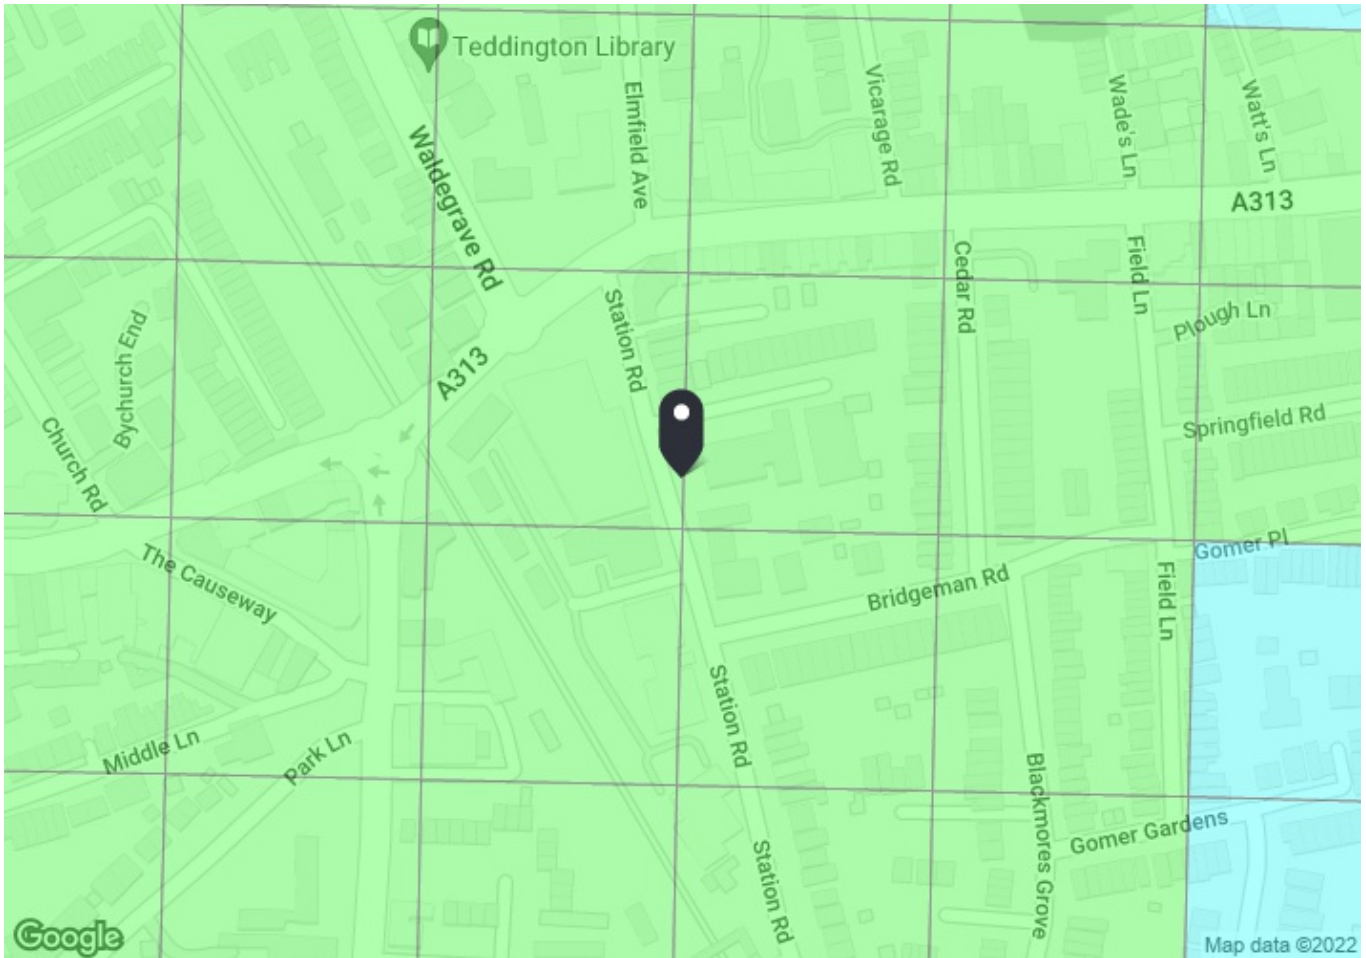 Teddington Library
Elmfield Ave
Vicarage Rd
Wade's Ln
Watt's Ln
Waldegrave Rd
A313
Cedar Rd
Field Ln
Plough Ln
Station Rd
Bychurch End
A313
Church Rd
Springfield Rd
Gomer Pl
The Causeway
Bridgeman Rd
Field Ln
Station Rd
Middle Ln
Park Ln
Blackmores Grove
Gomer Gardens
Station Rd
Google
Map data ©2022